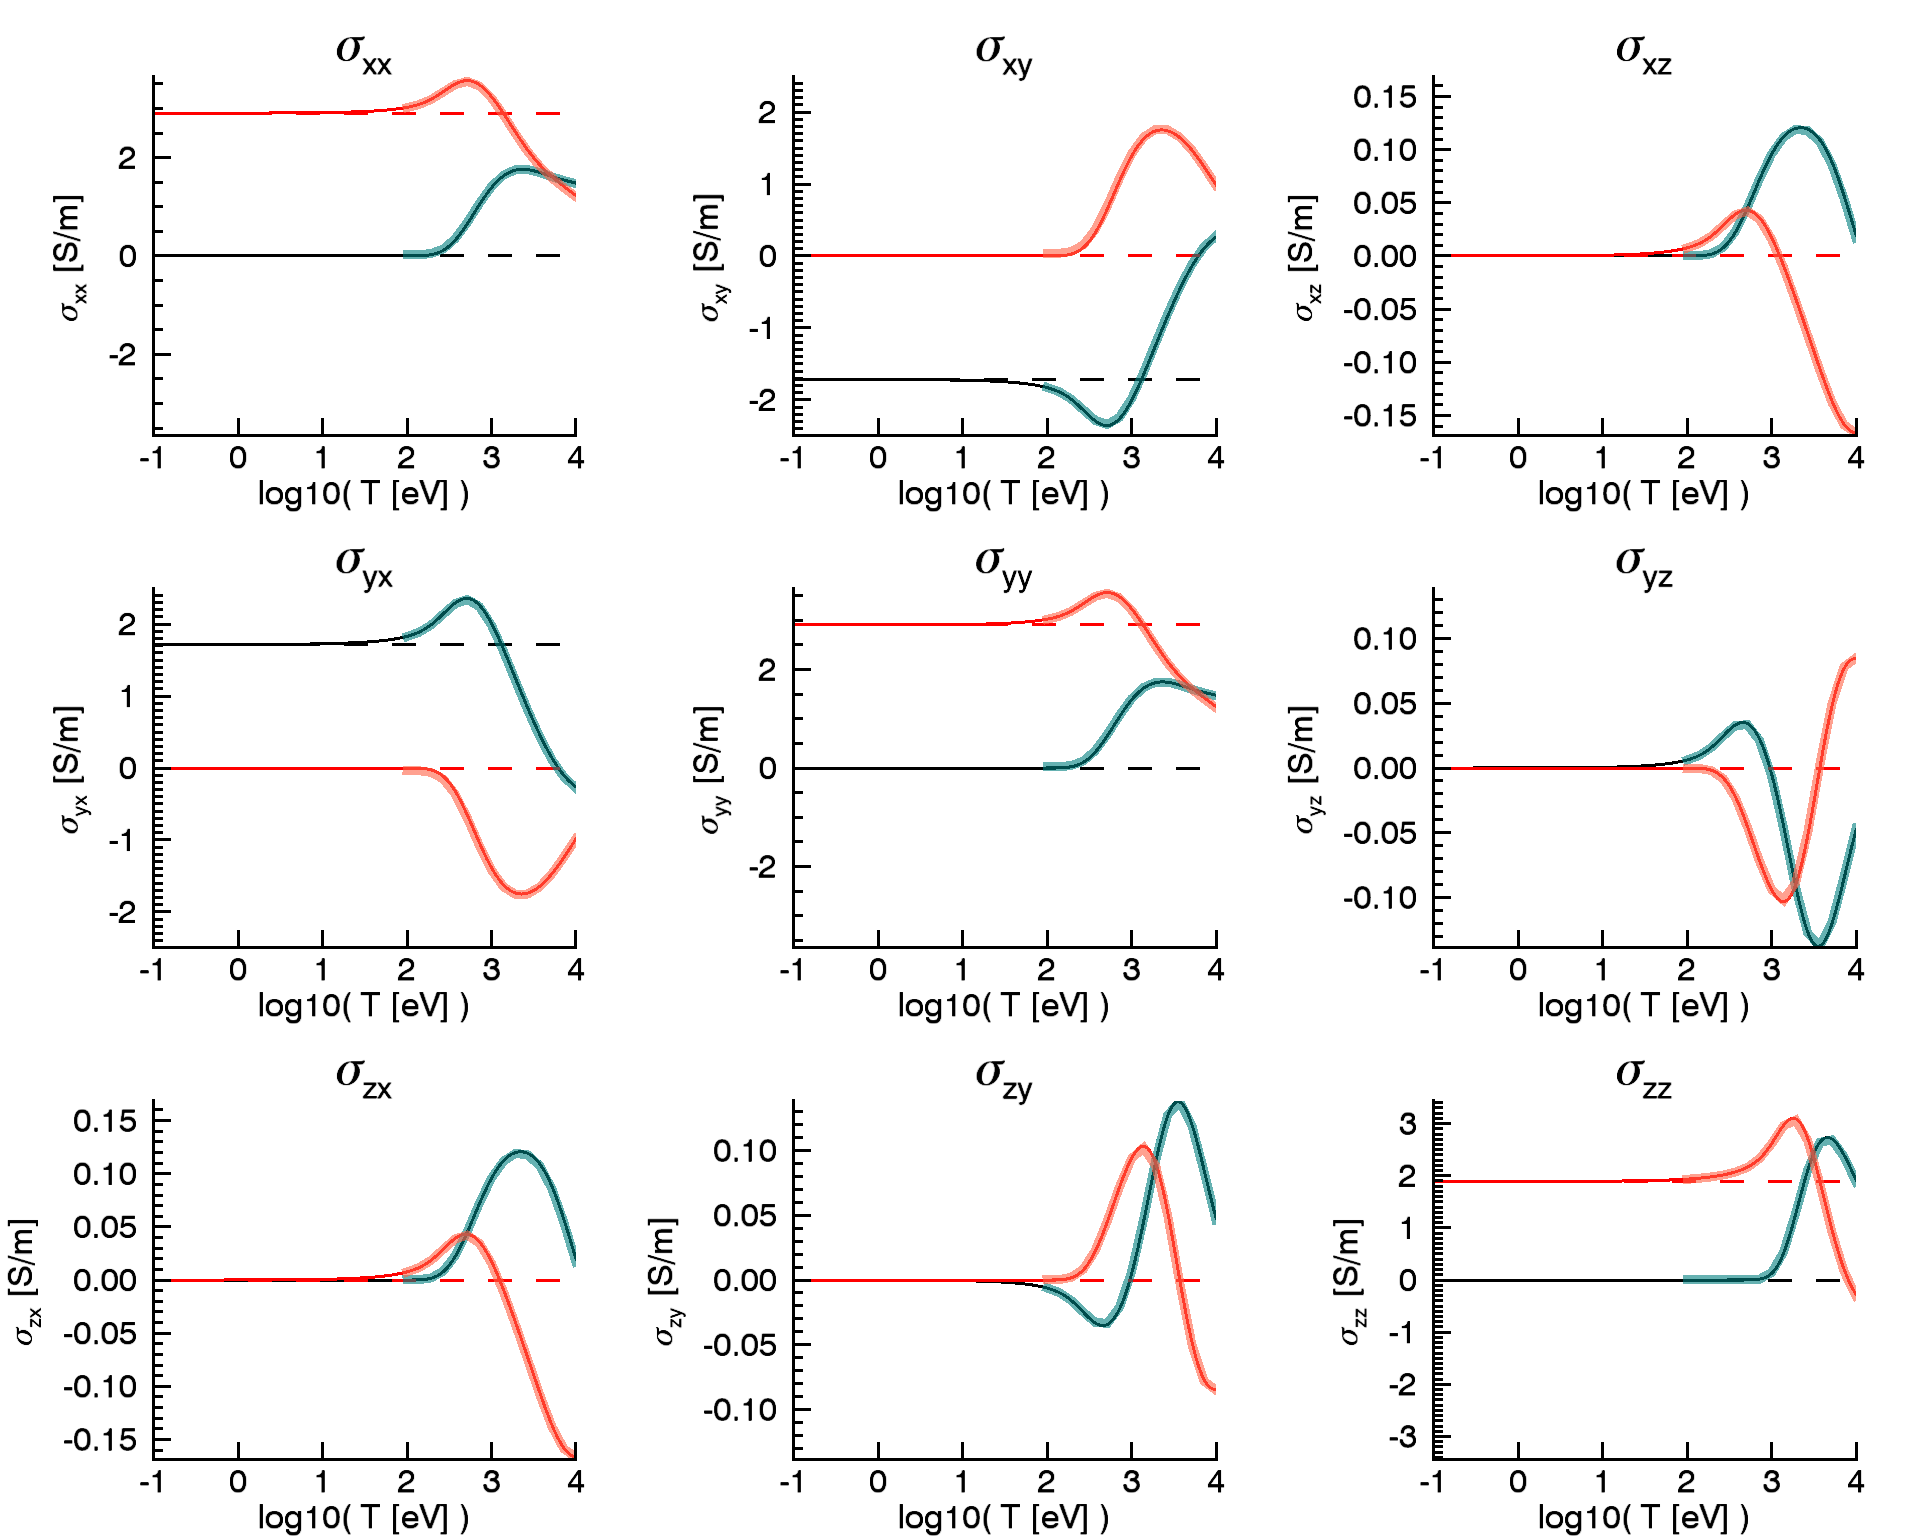 σxx
σxx [S/m]
2
0
-2
-1 0 1 2 3 4
log10( T [eV] )
σxy
σxy [S/m]
2
1
0
-1
-2
-1 0 1 2 3 4
log10( T [eV] )
σxz
σxz [S/m]
0.15
0.10
0.05
0.00
-0.05
-0.10
-0.15
-1 0 1 2 3 4
log10( T [eV] )
σyx
σyx [S/m]
2
1
0
-1
-2
-1 0 1 2 3 4
log10( T [eV] )
σyy
σyy [S/m]
2
0
-2
-1 0 1 2 3 4
log10( T [eV] )
σyz
σyz [S/m]
0.10
0.05
0.00
-0.05
-0.10
-1 0 1 2 3 4
log10( T [eV] )
σzx
σzx [S/m]
0.15
0.10
0.05
0.00
-0.05
-0.10
-0.15
-1 0 1 2 3 4
log10( T [eV] )
σzy
σzy [S/m]
0.10
0.05
0.00
-0.05
-0.10
-1 0 1 2 3 4
log10( T [eV] )
σzz
σzz [S/m]
3
2
1
0
-1
-2
-3
-1 0 1 2 3 4
log10( T [eV] )